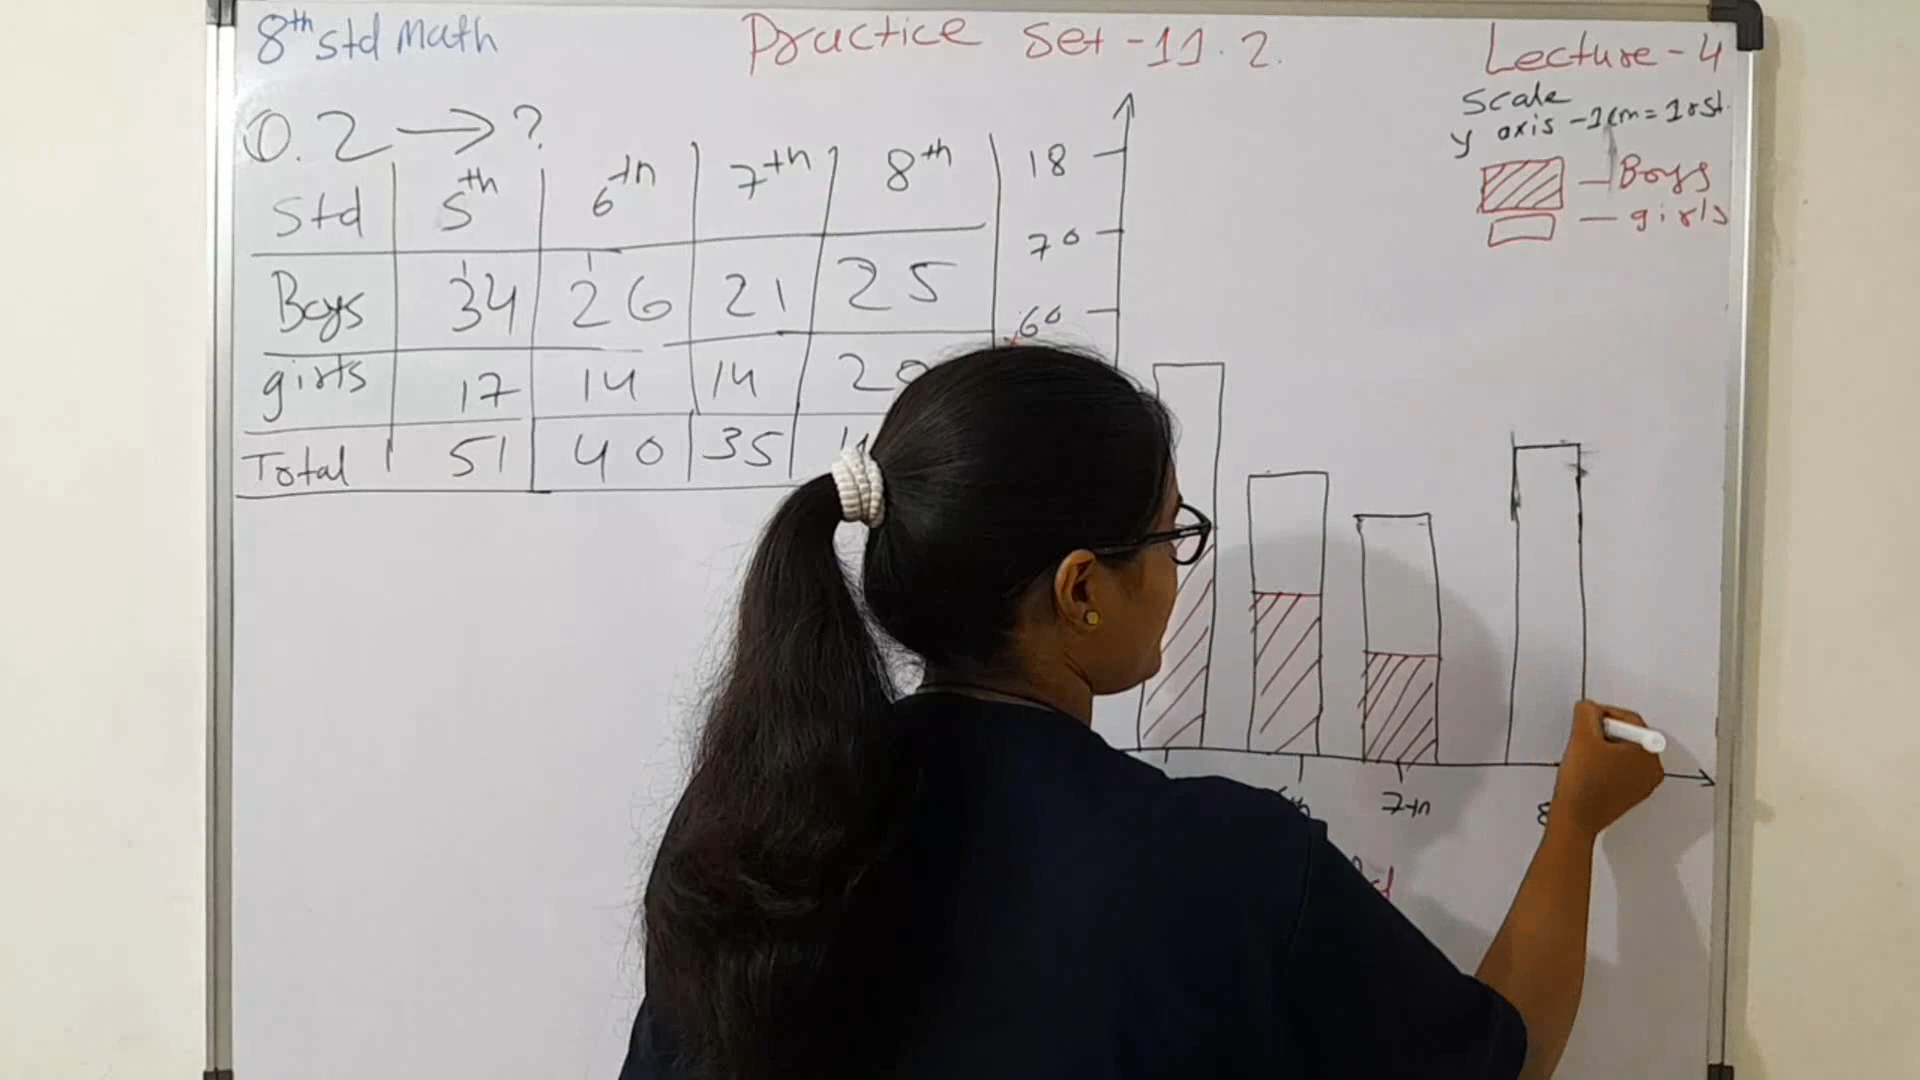 8th std Math
Practice Set - 11.2.
Lecture - 4
Q.2 → ?
Scale
y axis - 1cm = 10st.
Boys
girls
Std 5th 6th 7th 8th
Boys 34 26 21 25
girls 17 14 14 20
Total 51 40 35
18
70
60
7th
8